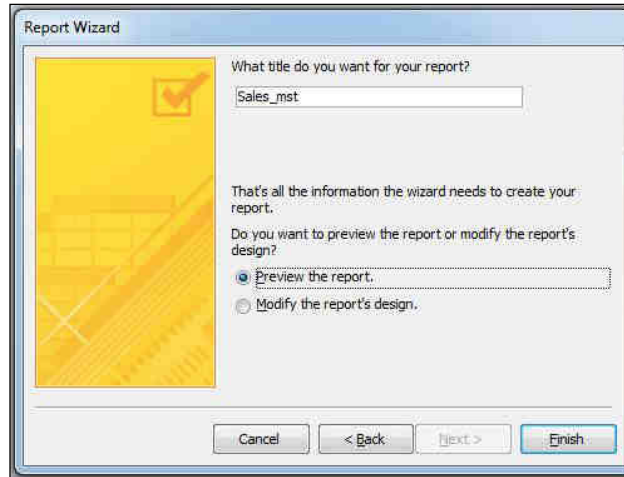 Report Wizard
What title do you want for your report?
Sales_mst
That's all the information the wizard needs to create your
report.
Do you want to preview the report or modify the report's
design?
Preview the report.
Modify the report's design.
Cancel
< Back
Next >
Finish